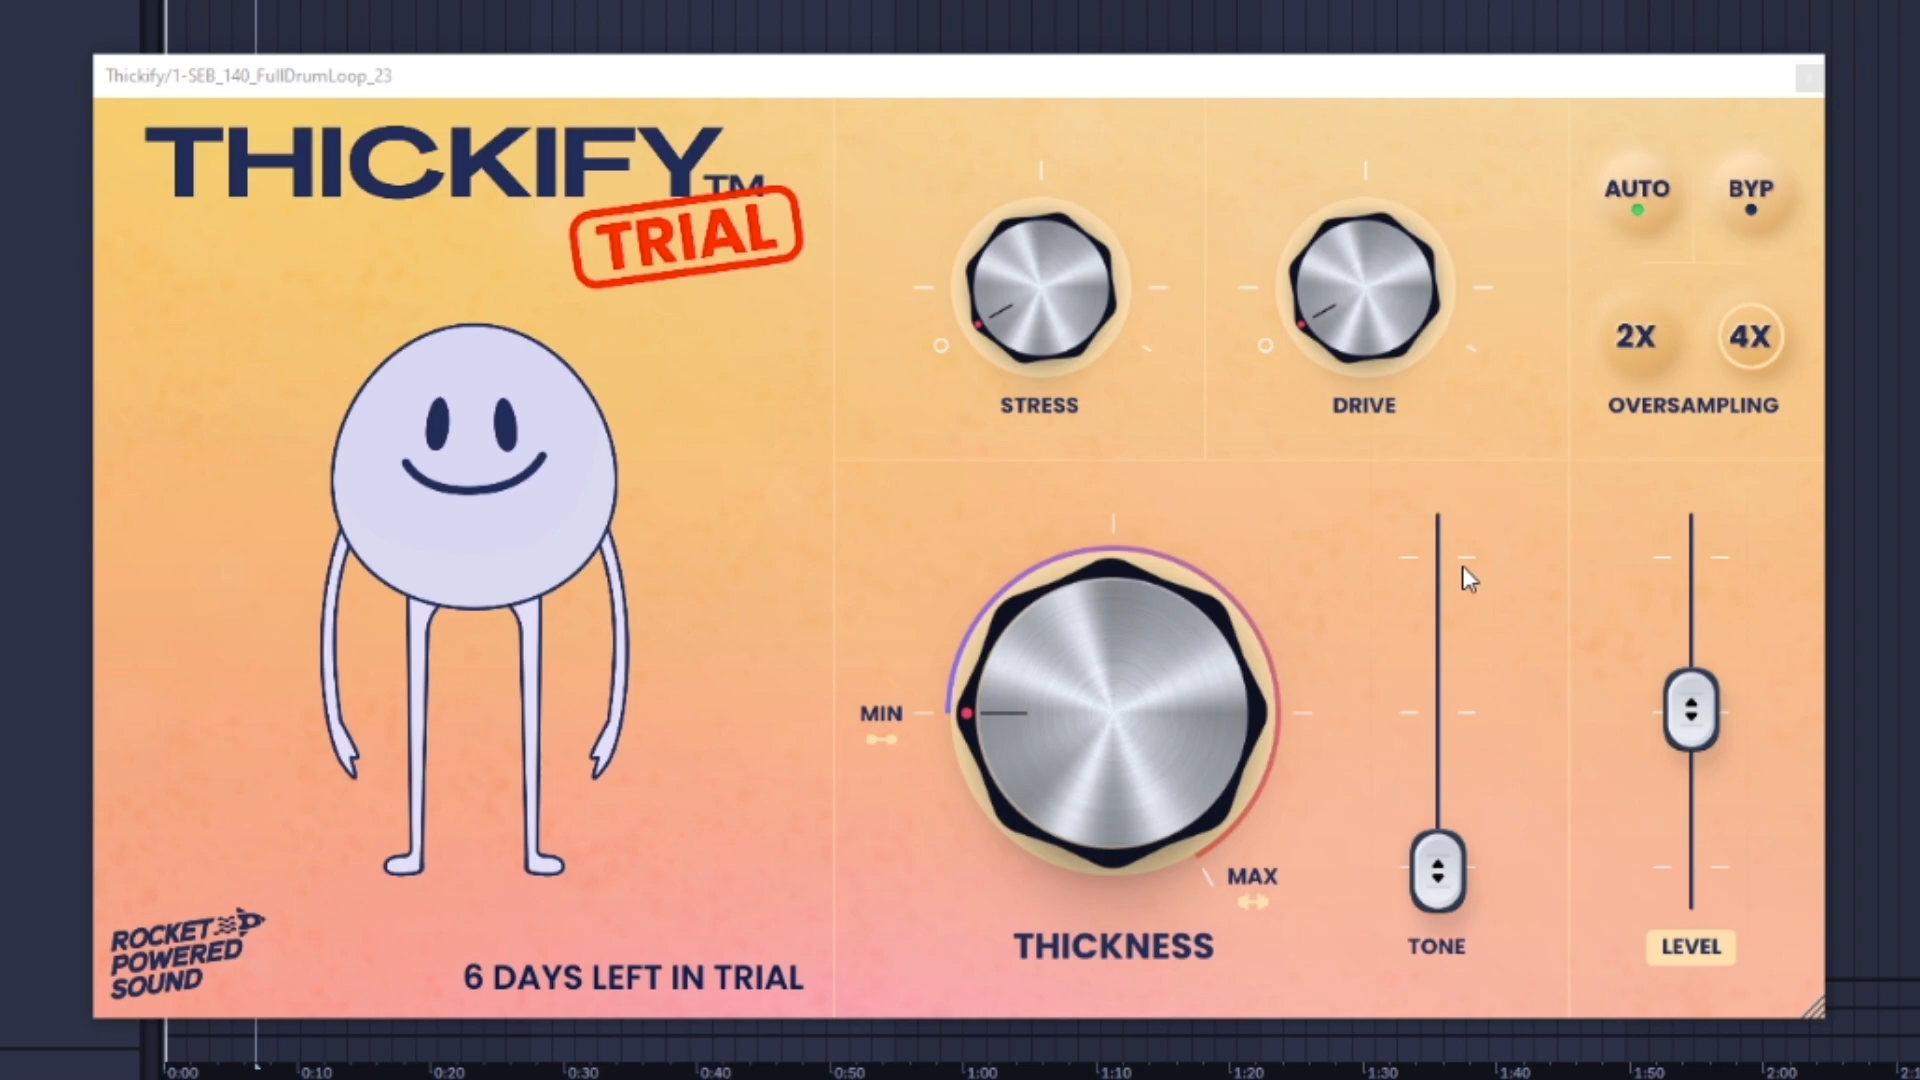 Thickify/1-SEB_140_FullDrumLoop_23
THICKIFY™
TRIAL
AUTO
BYP
2X
4X
STRESS
DRIVE
OVERSAMPLING
MIN
MAX
THICKNESS
TONE
LEVEL
ROCKET
POWERED
SOUND
6 DAYS LEFT IN TRIAL
0:00 0:10 0:20 0:30 0:40 0:50 1:00 1:10 1:20 1:30 1:40 1:50 2:00